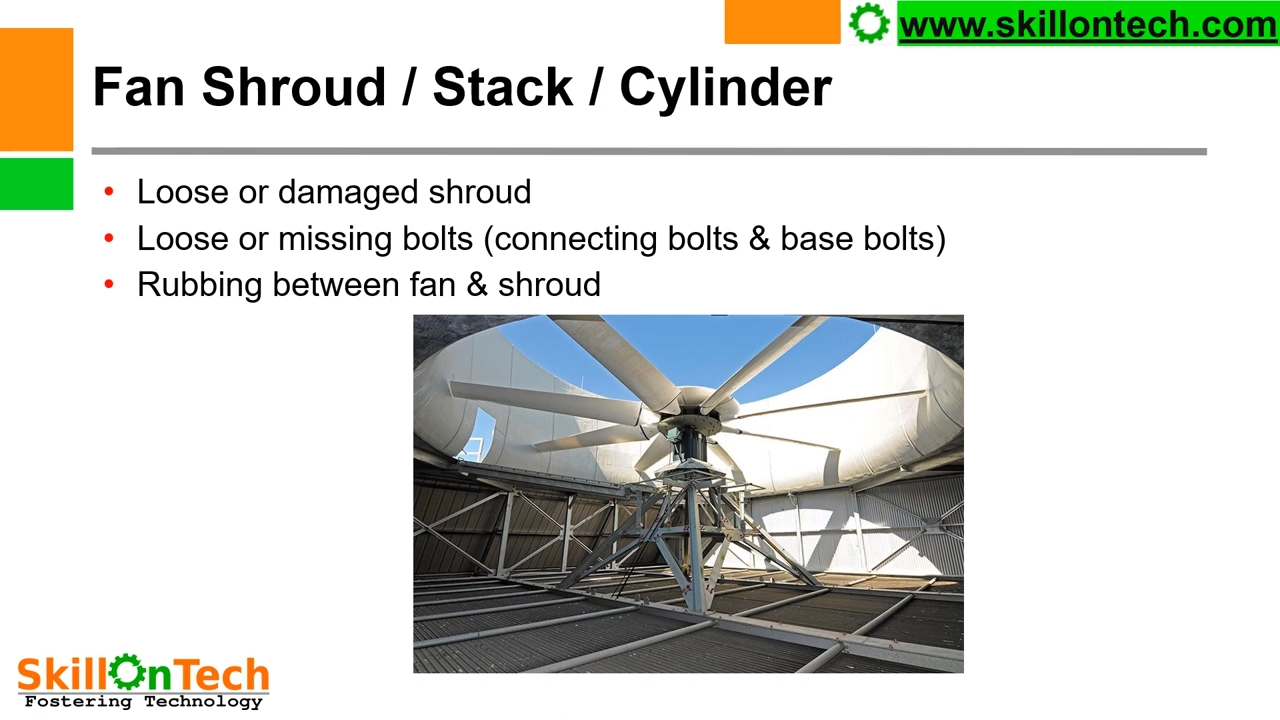 www.skillontech.com
Fan Shroud / Stack / Cylinder
• Loose or damaged shroud
• Loose or missing bolts (connecting bolts & base bolts)
• Rubbing between fan & shroud
SkillOnTech
Fostering Technology